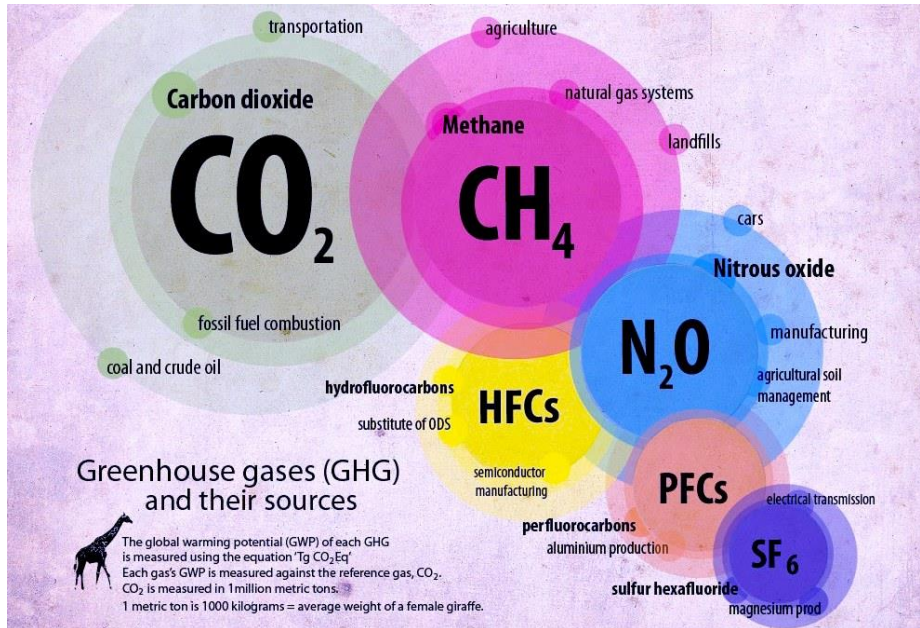 transportation
Carbon dioxide
CO₂
fossil fuel combustion
coal and crude oil
agriculture
natural gas systems
Methane
landfills
CH₄
cars
Nitrous oxide
N₂O
manufacturing
agricultural soil
management
hydrofluorocarbons
HFCs
substitute of ODS
semiconductor
manufacturing
PFCs
perfluorocarbons
aluminium production
electrical transmission
SF₆
sulfur hexafluoride
magnesium prod
Greenhouse gases (GHG)
and their sources
The global warming potential (GWP) of each GHG
is measured using the equation 'Tg CO₂Eq'
Each gas's GWP is measured against the reference gas, CO₂.
CO₂ is measured in 1million metric tons.
1 metric ton is 1000 kilograms = average weight of a female giraffe.